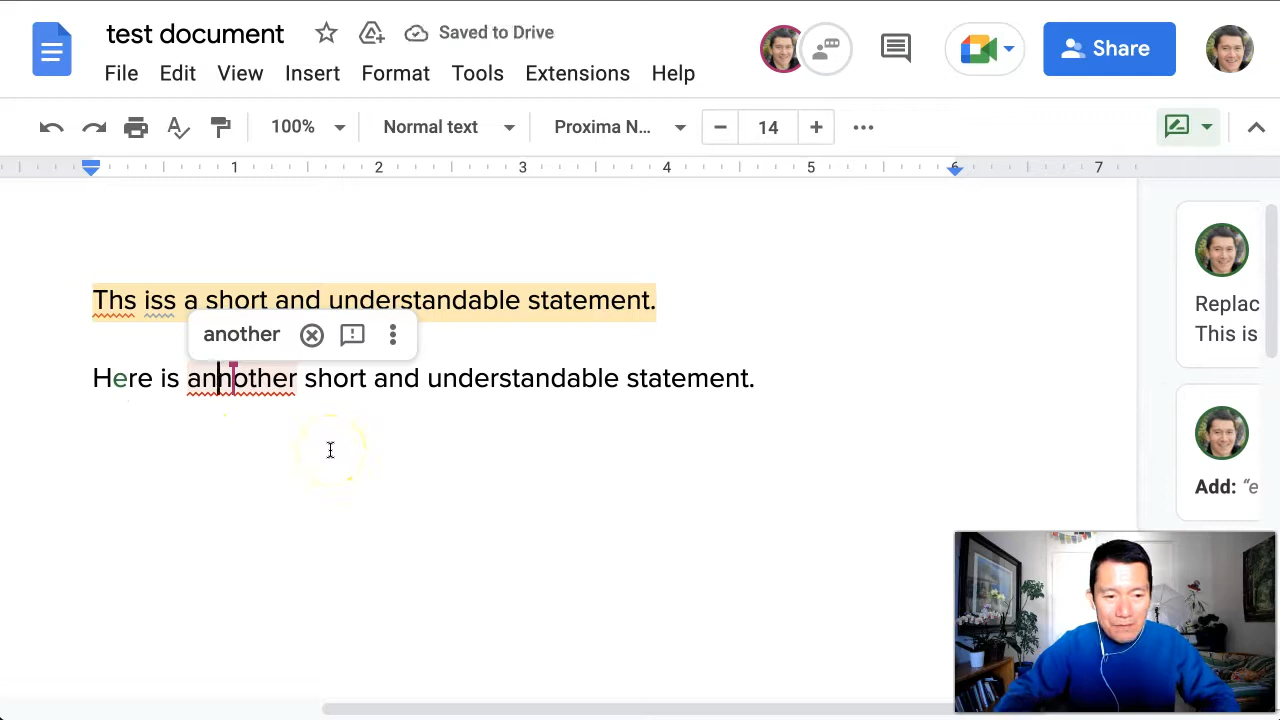 test document Saved to Drive
File Edit View Insert Format Tools Extensions Help
Share
100% Normal text Proxima N... 14
1 2 3 4 5 6 7
Ths iss a short and understandable statement.
another
Here is annother short and understandable statement.
Replac
This is
Add: “e